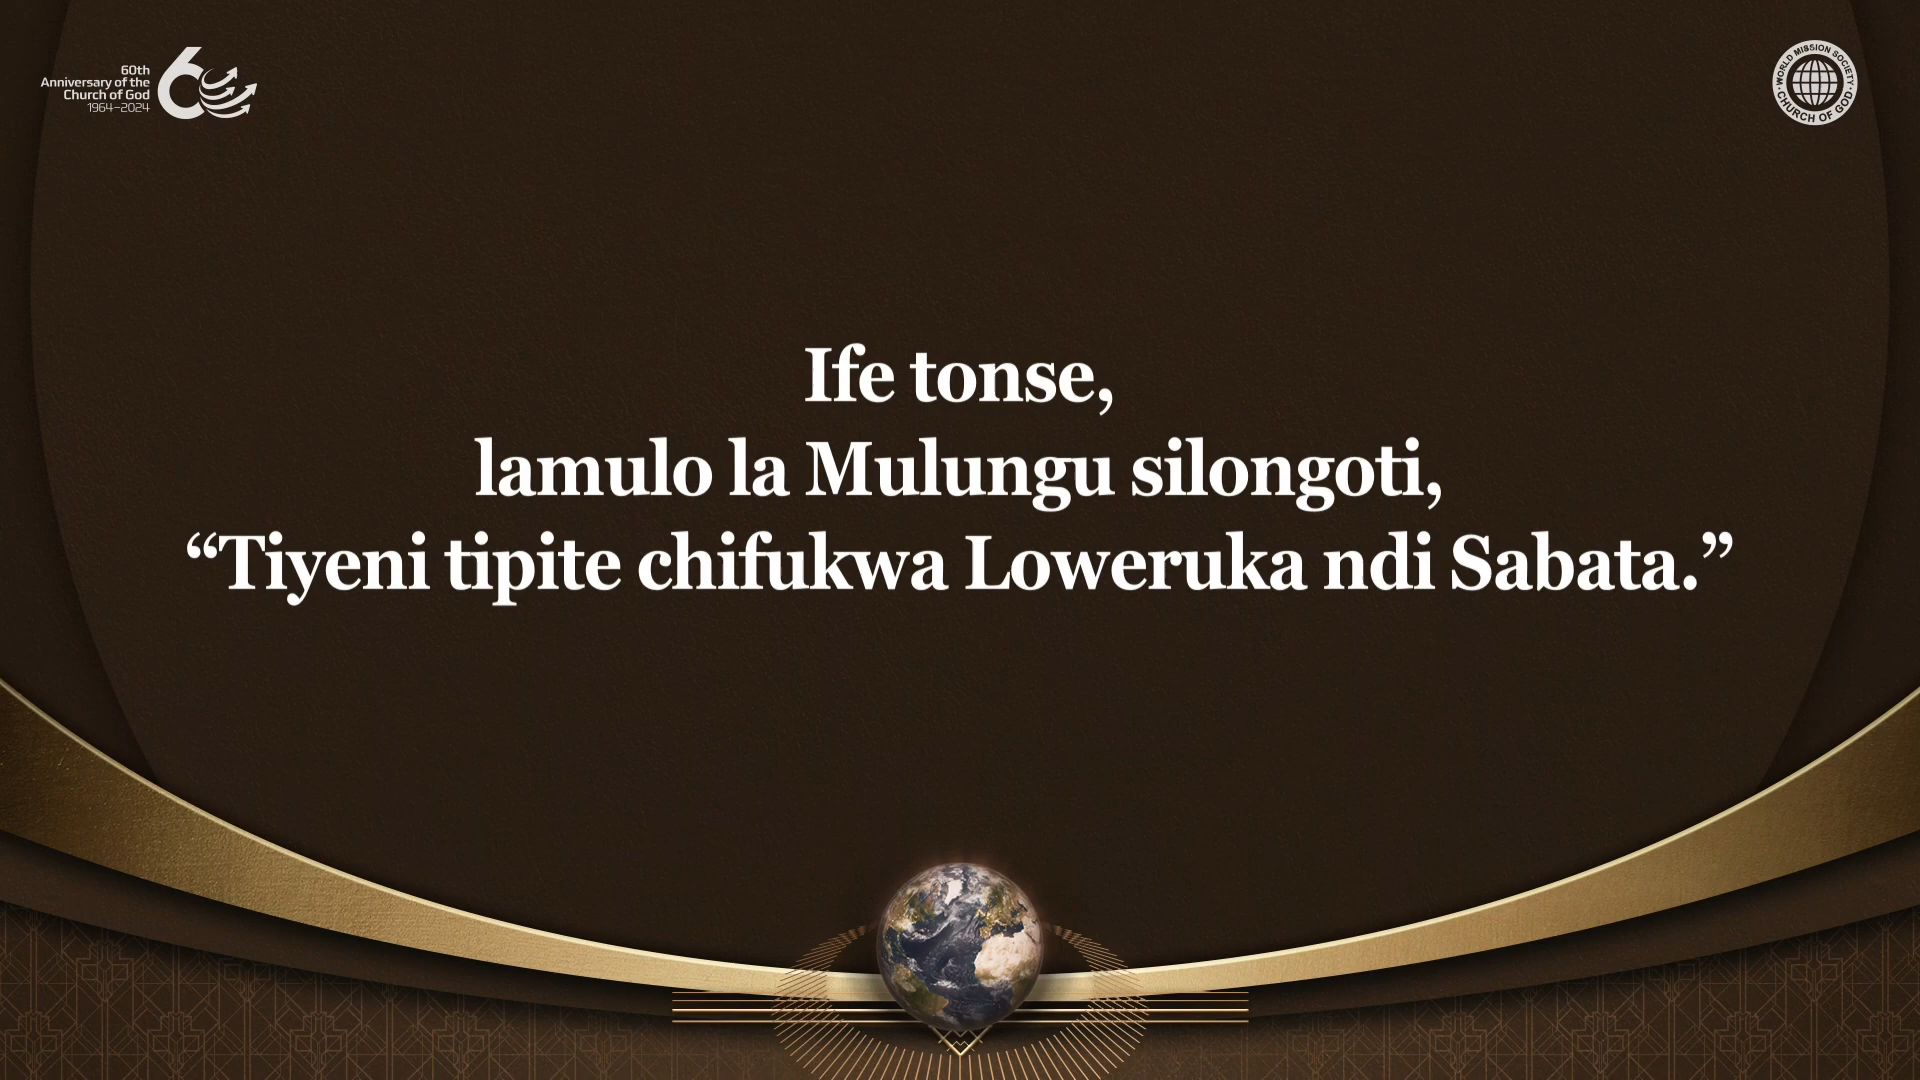 60th
Anniversary of the
Church of God
1964–2024
60
WORLD MISSION SOCIETY
CHURCH OF GOD
Ife tonse,
lamulo la Mulungu silongoti,
“Tiyeni tipite chifukwa Loweruka ndi Sabata.”